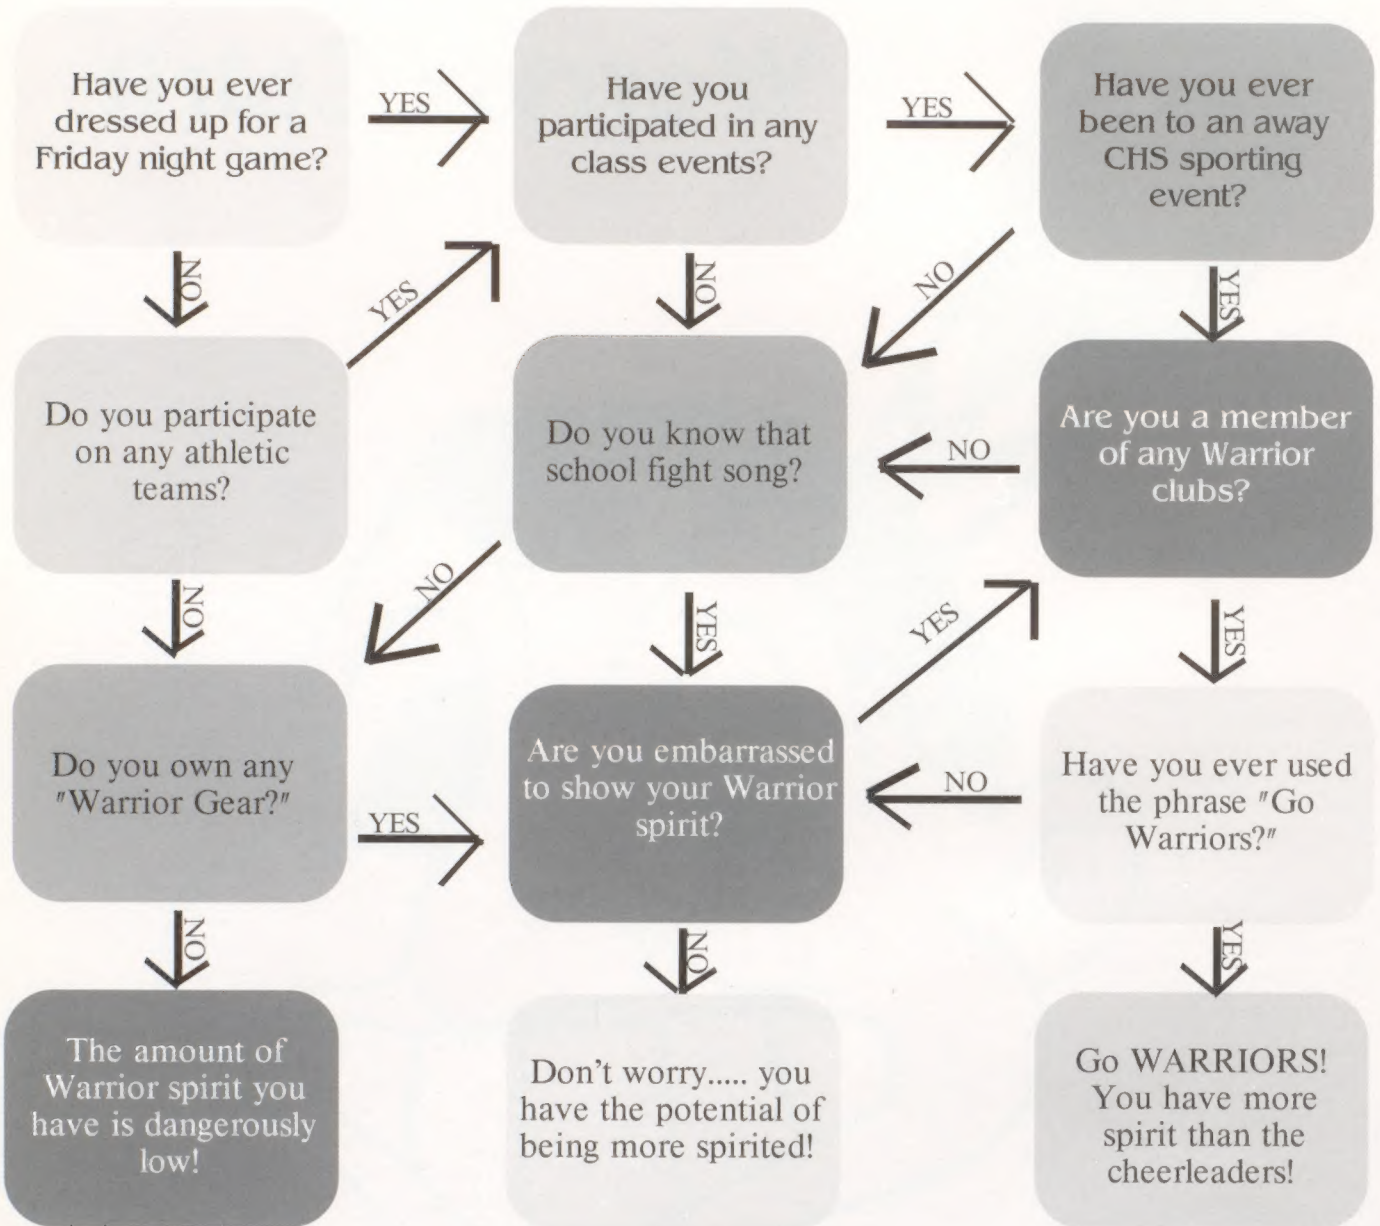 Have you ever
dressed up for a
Friday night game?
YES
Have you
participated in any
class events?
YES
Have you ever
been to an away
CHS sporting
event?
NO
YES
NO
NO
YES
Do you participate
on any athletic
teams?
Do you know that
school fight song?
NO
Are you a member
of any Warrior
clubs?
NO
NO
YES
YES
YES
Do you own any
"Warrior Gear?"
YES
Are you embarrassed
to show your Warrior
spirit?
NO
Have you ever used
the phrase "Go
Warriors?"
NO
NO
YES
The amount of
Warrior spirit you
have is dangerously
low!
Don't worry..... you
have the potential of
being more spirited!
Go WARRIORS!
You have more
spirit than the
cheerleaders!